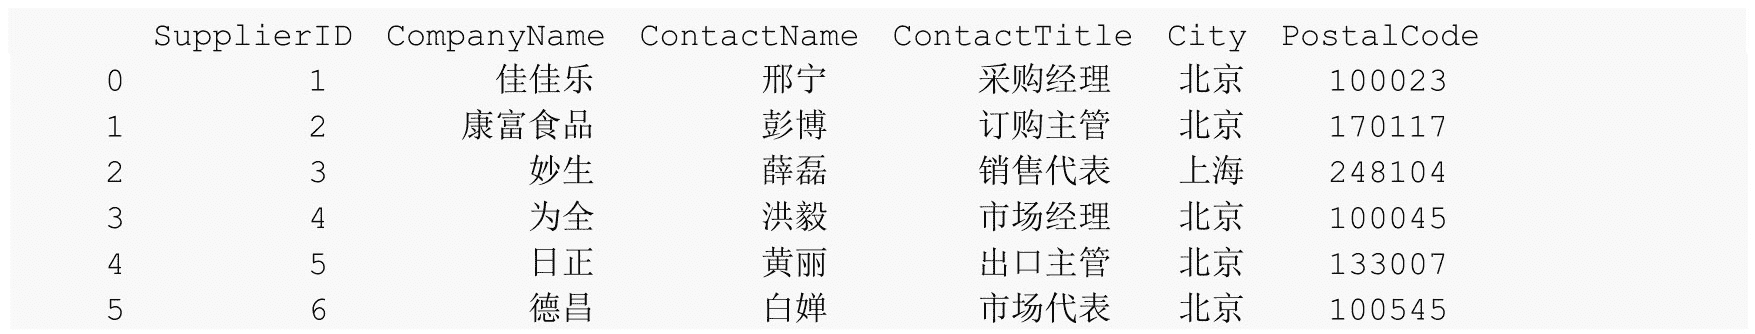 SupplierID CompanyName ContactName ContactTitle City PostalCode
0 1 佳佳乐 邢宁 采购经理 北京 100023
1 2 康富食品 彭博 订购主管 北京 170117
2 3 妙生 薛磊 销售代表 上海 248104
3 4 为全 洪毅 市场经理 北京 100045
4 5 日正 黄丽 出口主管 北京 133007
5 6 德昌 白婵 市场代表 北京 100545